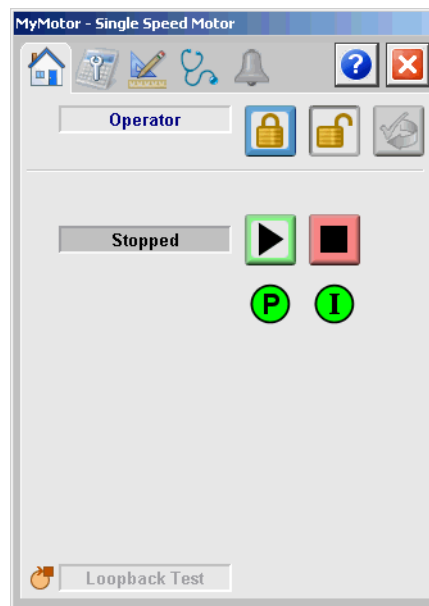 MyMotor - Single Speed Motor
?
Operator
Stopped
P I
Loopback Test